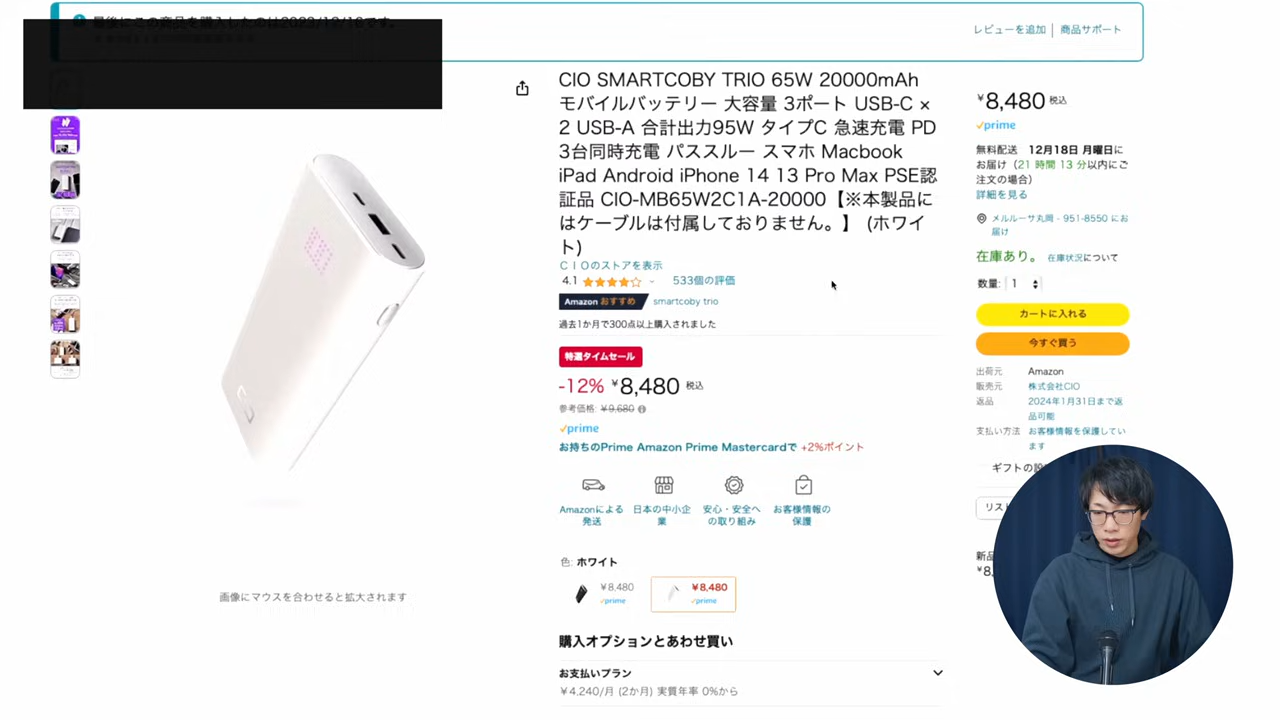 レビューを追加 | 商品サポート
CIO SMARTCOBY TRIO 65W 20000mAh
モバイルバッテリー 大容量 3ポート USB-C ×
2 USB-A 合計出力95W タイプC 急速充電 PD
3台同時充電 パススルー スマホ Macbook
iPad Android iPhone 14 13 Pro Max PSE認
証品 CIO-MB65W2C1A-20000【※本製品に
はケーブルは付属しておりません。】 (ホワイ
ト)
CIOのストアを表示
4.1
533個の評価
Amazon おすすめ smartcoby trio
過去1か月で300点以上購入されました
特選タイムセール
-12% ¥8,480 税込
参考価格: ¥9,680
prime
お持ちのPrime Amazon Prime Mastercardで +2%ポイント
Amazonによる
発送
日本の中小企
業
安心・安全へ
の取り組み
お客様情報の
保護
色: ホワイト
¥8,480
prime
¥8,480
prime
購入オプションとあわせ買い
お支払いプラン
¥4,240/月 (2か月) 実質年率 0%から
画像にマウスを合わせると拡大されます
¥8,480 税込
prime
無料配送 12月18日 月曜日に
お届け（21 時間 13 分以内にご
注文の場合）
詳細を見る
メルルーサ丸岡 - 951-8550 にお
届け
在庫あり。 在庫状況について
数量: 1
カートに入れる
今すぐ買う
出荷元 Amazon
販売元 株式会社CIO
返品 2024年1月31日まで返
品可能
支払い方法 お客様情報を保護してい
ます
ギフトの設
リス
新品
¥8,